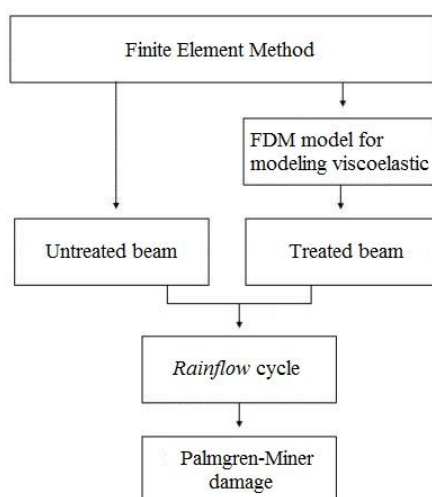 Finite Element Method
FDM model for
modeling viscoelastic
Untreated beam
Treated beam
Rainflow cycle
Palmgren-Miner
damage